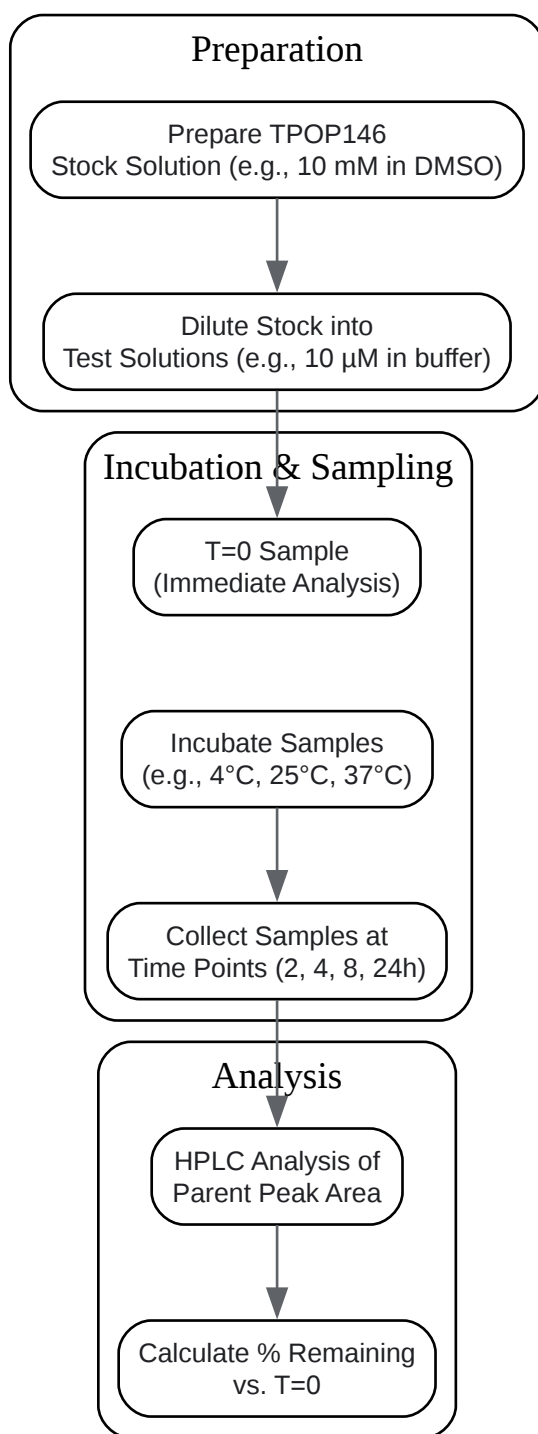 Preparation
Prepare TPOP146
Stock Solution (e.g., 10 mM in DMSO)
Dilute Stock into
Test Solutions (e.g., 10 µM in buffer)
Incubation & Sampling
T=0 Sample
(Immediate Analysis)
Incubate Samples
(e.g., 4°C, 25°C, 37°C)
Collect Samples at
Time Points (2, 4, 8, 24h)
Analysis
HPLC Analysis of
Parent Peak Area
Calculate % Remaining
vs. T=0